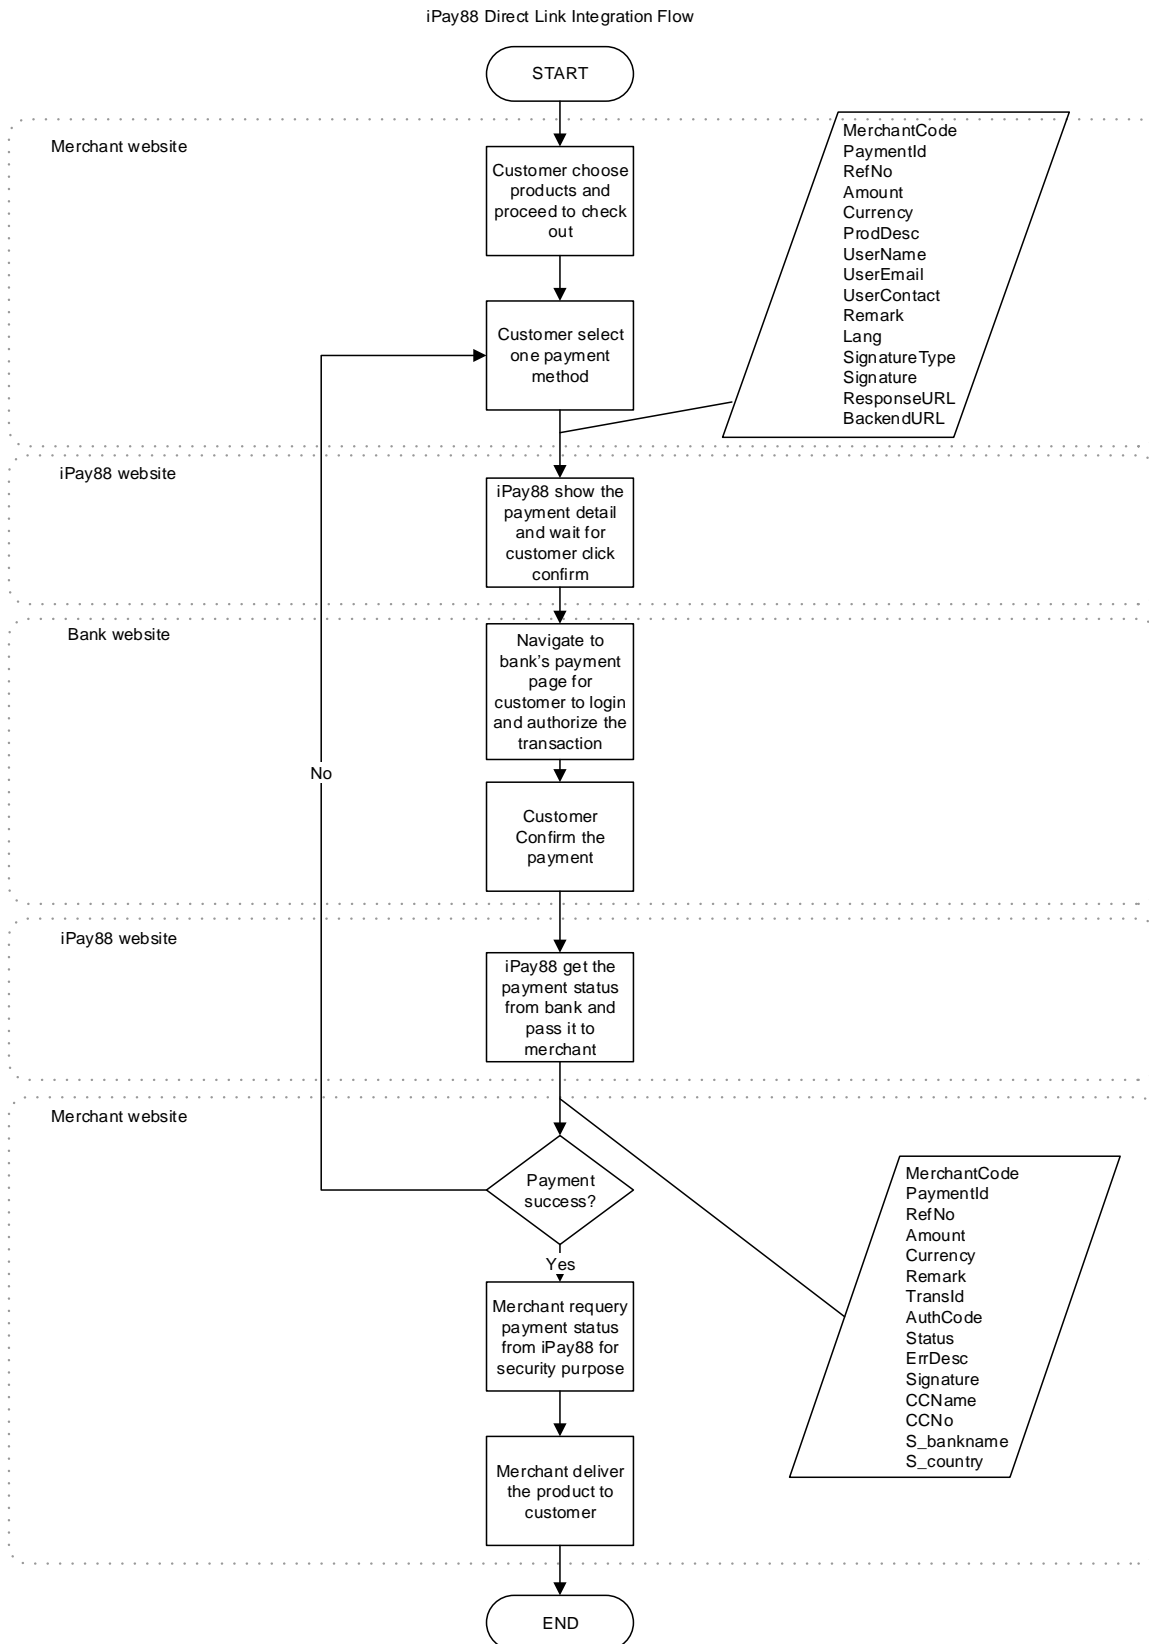 iPay88 Direct Link Integration Flow
START
Merchant website
Customer choose
products and
proceed to check
out
MerchantCode
PaymentId
RefNo
Amount
Currency
ProdDesc
UserName
UserEmail
UserContact
Remark
Lang
SignatureType
Signature
ResponseURL
BackendURL
Customer select
one payment
method
iPay88 website
iPay88 show the
payment detail
and wait for
customer click
confirm
Bank website
Navigate to
bank’s payment
page for
customer to login
and authorize the
transaction
No
Customer
Confirm the
payment
iPay88 website
iPay88 get the
payment status
from bank and
pass it to
merchant
Merchant website
Payment
success?
Yes
MerchantCode
PaymentId
RefNo
Amount
Currency
Remark
TransId
AuthCode
Status
ErrDesc
Signature
CCName
CCNo
S_bankname
S_country
Merchant requery
payment status
from iPay88 for
security purpose
Merchant deliver
the product to
customer
END